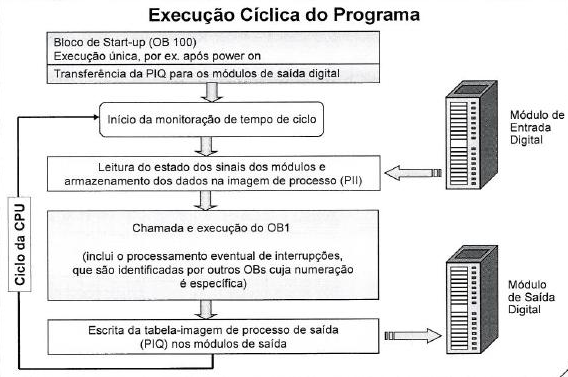 Execução Cíclica do Programa
Bloco de Start-up (OB 100)
Execução única, por ex. após power on
Transferência da PIQ para os módulos de saída digital
Início da monitoração de tempo de ciclo
Módulo de
Entrada
Digital
Leitura do estado dos sinais dos módulos e
armazenamento dos dados na imagem de processo (PII)
Ciclo da CPU
Chamada e execução do OB1
(inclui o processamento eventual de interrupções,
que são identificadas por outros OBs cuja numeração
é específica)
Módulo
de Saída
Digital
Escrita da tabela-imagem de processo de saída
(PIQ) nos módulos de saída